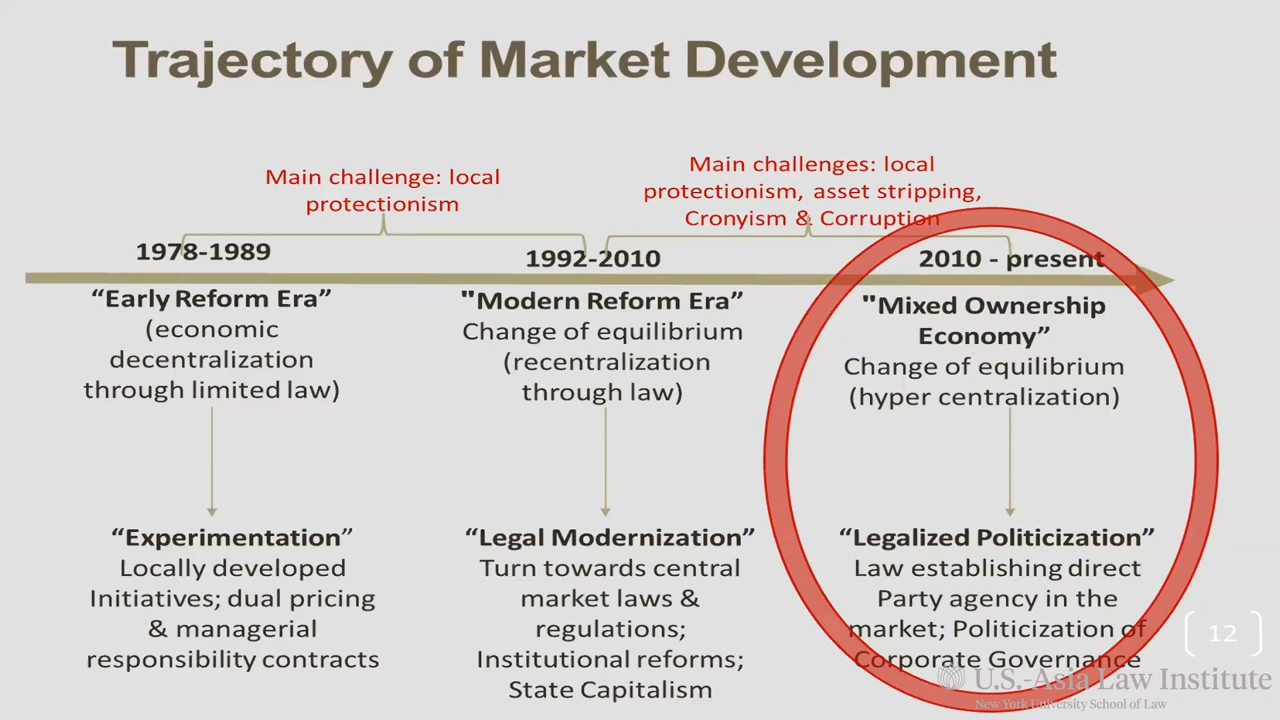 Trajectory of Market Development
Main challenge: local
protectionism
Main challenges: local
protectionism, asset stripping,
Cronyism & Corruption
1978-1989
1992-2010
2010 - present
“Early Reform Era”
(economic
decentralization
through limited law)
"Modern Reform Era”
Change of equilibrium
(recentralization
through law)
"Mixed Ownership
Economy”
Change of equilibrium
(hyper centralization)
“Experimentation”
Locally developed
Initiatives; dual pricing
& managerial
responsibility contracts
“Legal Modernization”
Turn towards central
market laws &
regulations;
Institutional reforms;
State Capitalism
“Legalized Politicization”
Law establishing direct
Party agency in the
market; Politicization of
Corporate Governance
12
U.S.-Asia Law Institute
New York University School of Law